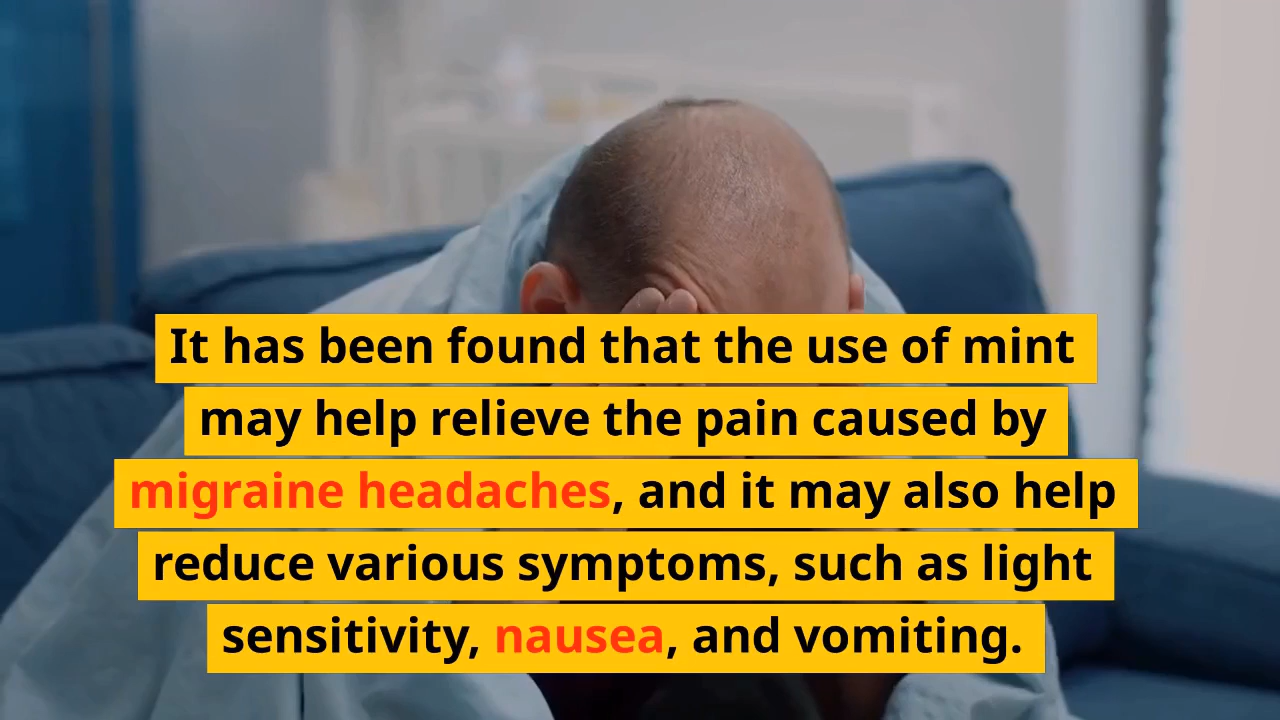 It has been found that the use of mint
may help relieve the pain caused by
migraine headaches, and it may also help
reduce various symptoms, such as light
sensitivity, nausea, and vomiting.